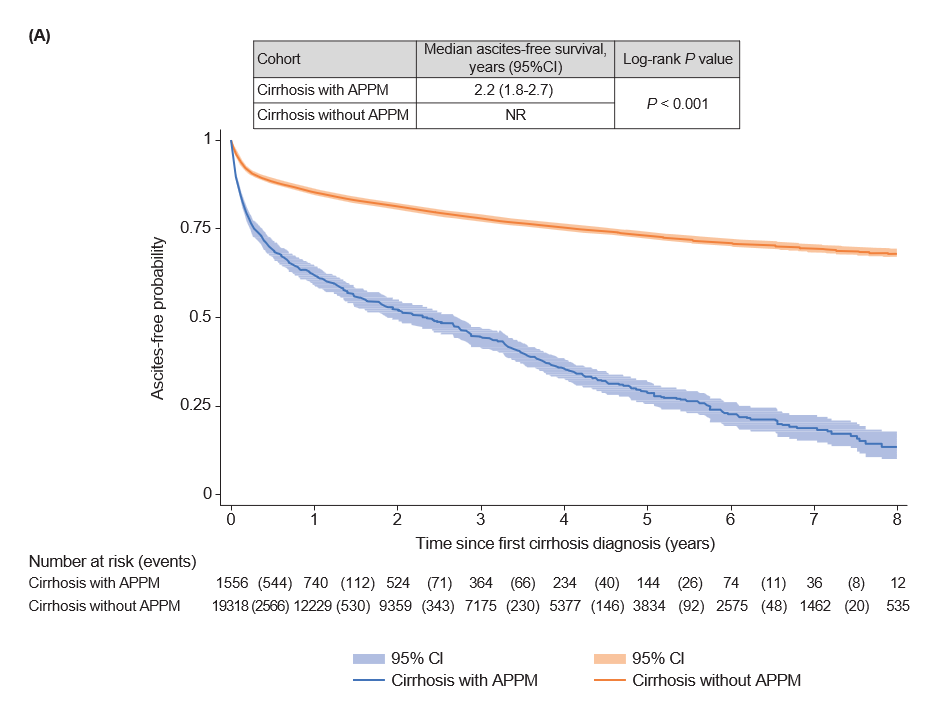 (A)
Cohort Median ascites-free survival, years (95%CI) Log-rank P value
Cirrhosis with APPM 2.2 (1.8-2.7) P < 0.001
Cirrhosis without APPM NR
1
0.75
0.5
0.25
0
Ascites-free probability
0 1 2 3 4 5 6 7 8
Time since first cirrhosis diagnosis (years)
Number at risk (events)
Cirrhosis with APPM 1556 (544) 740 (112) 524 (71) 364 (66) 234 (40) 144 (26) 74 (11) 36 (8) 12
Cirrhosis without APPM 19318 (2566) 12229 (530) 9359 (343) 7175 (230) 5377 (146) 3834 (92) 2575 (48) 1462 (20) 535
95% CI 95% CI
Cirrhosis with APPM Cirrhosis without APPM